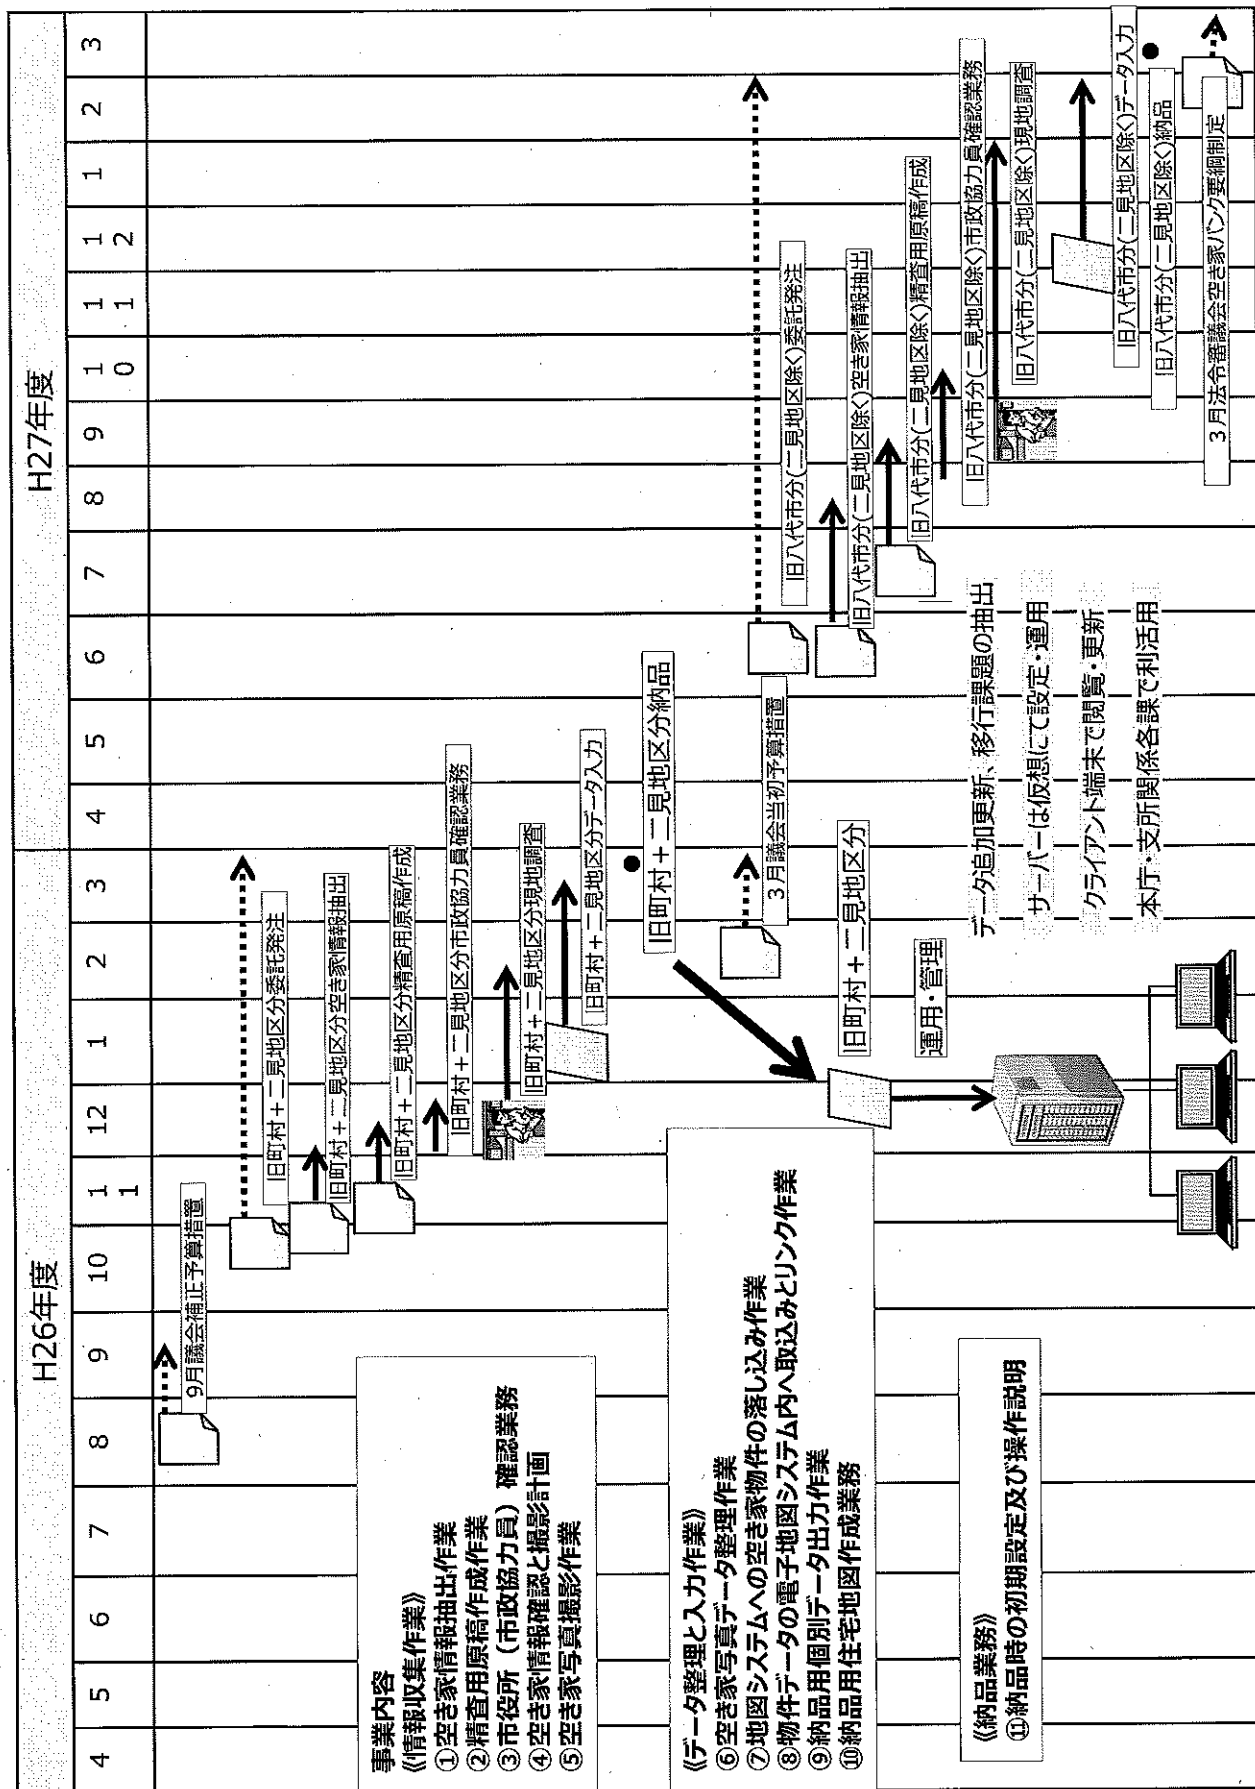 H26年度
H27年度
4
5
6
7
8
9
10
11
12
1
2
3
4
5
6
7
8
9
10
11
12
1
2
3
9月議会補正予算措置
旧町村＋二見地区分委託発注
旧町村＋二見地区分空き家情報抽出
旧町村＋二見地区分精査用原稿作成
旧町村＋二見地区分市政協力員確認業務
旧町村＋二見地区分現地調査
旧町村＋二見地区分データ入力
旧町村＋二見地区分納品
3月議会当初予算措置
旧町村＋二見地区分
運用・管理
データ追加更新、移行課題の抽出
サーバーは仮想にて設定・運用
クライアント端末で閲覧・更新
本庁・支所関係各課で利活用
旧八代市分(二見地区除く)委託発注
旧八代市分(二見地区除く)空き家情報抽出
旧八代市分(二見地区除く)精査用原稿作成
旧八代市分(二見地区除く)市政協力員確認業務
旧八代市分(二見地区除く)現地調査
旧八代市分(二見地区除く)データ入力
旧八代市分(二見地区除く)納品
3月法令審議会空き家バンク要綱制定
事業内容
《情報収集作業》
①空き家情報抽出作業
②精査用原稿作成作業
③市役所（市政協力員）確認業務
④空き家情報確認と撮影計画
⑤空き家写真撮影作業
《データ整理と入力作業》
⑥空き家写真データ整理作業
⑦地図システムへの空き家物件の落し込み作業
⑧物件データの電子地図システム内へ取込みとリンク作業
⑨納品用個別データ出力作業
⑩納品用住宅地図作成業務
《納品業務》
⑪納品時の初期設定及び操作説明